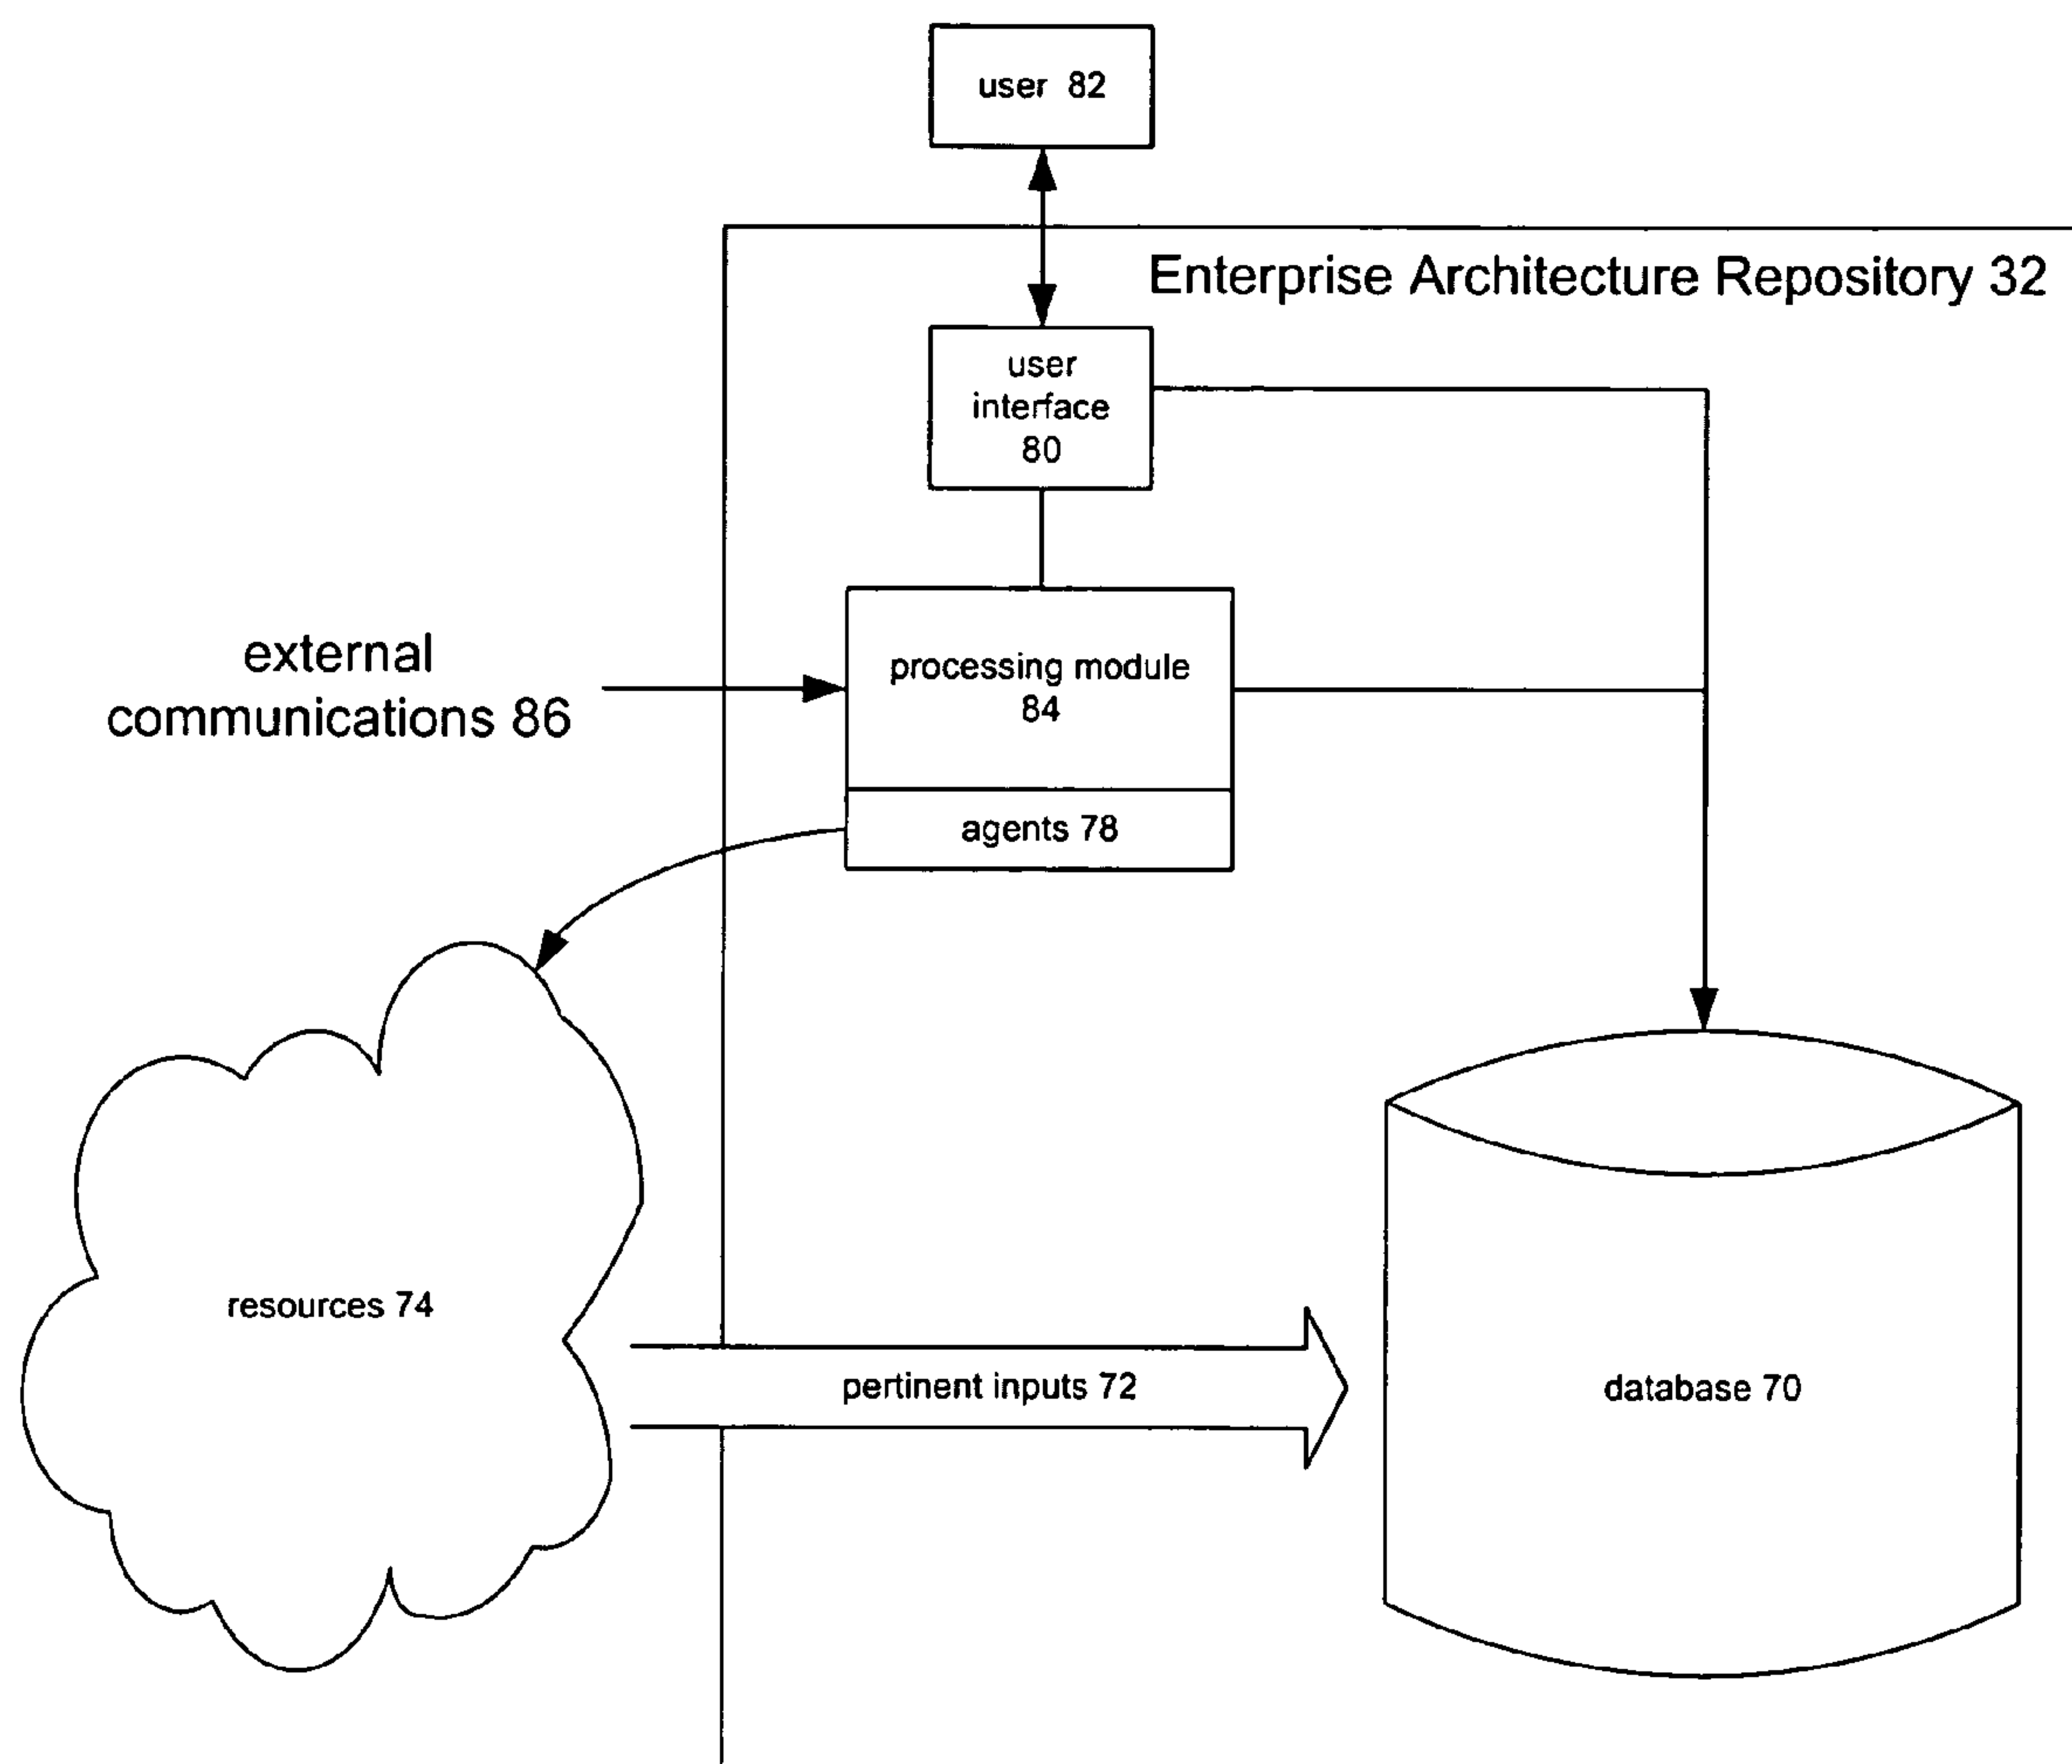 user 82
Enterprise Architecture Repository 32
user
interface
80
external
communications 86
processing module
84
agents 78
resources 74
pertinent inputs 72
database 70